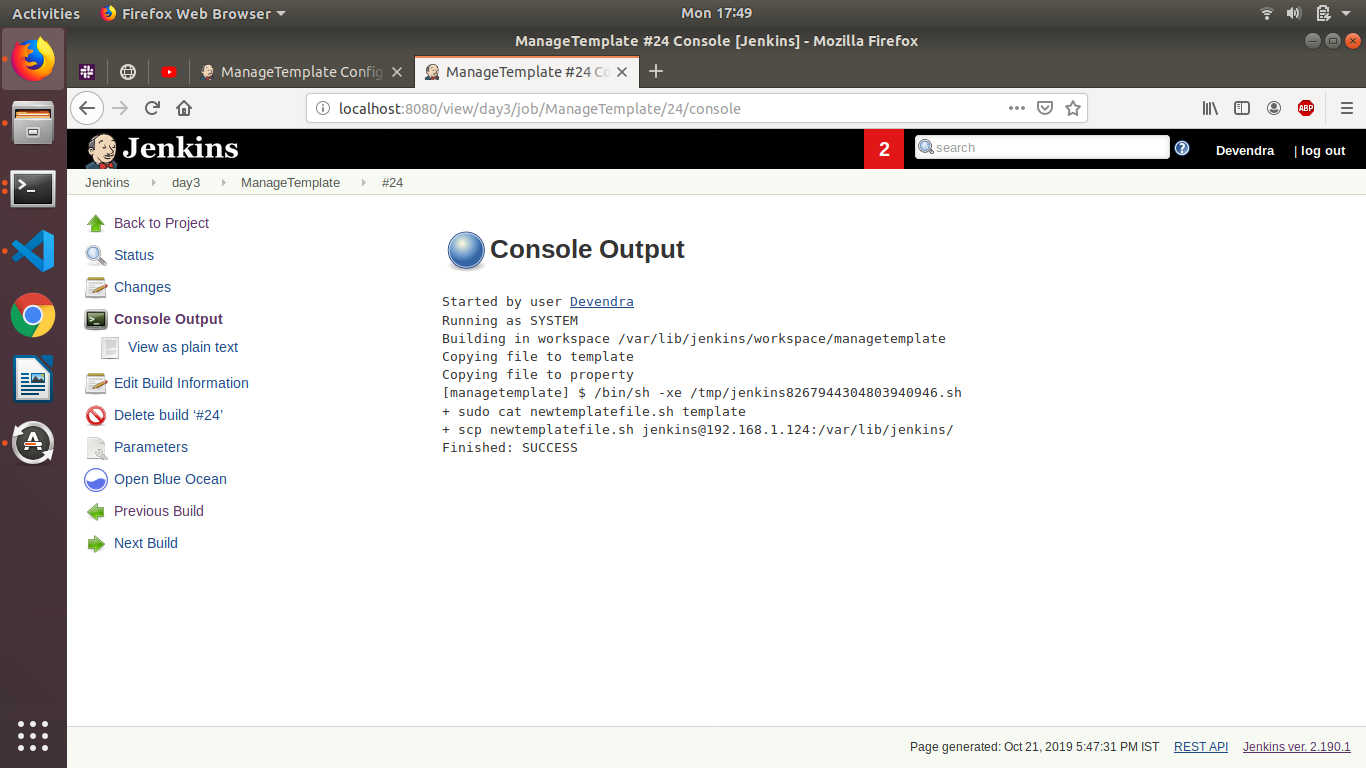 Activities Firefox Web Browser Mon 17:49
ManageTemplate #24 Console [Jenkins] - Mozilla Firefox
ManageTemplate Config ManageTemplate #24 Co
localhost:8080/view/day3/job/ManageTemplate/24/console ABP
Jenkins 2 search Devendra | log out
Jenkins day3 ManageTemplate #24
Back to Project
Status
Changes
Console Output
View as plain text
Edit Build Information
Delete build ‘#24’
Parameters
Open Blue Ocean
Previous Build
Next Build
Console Output
Started by user Devendra
Running as SYSTEM
Building in workspace /var/lib/jenkins/workspace/managetemplate
Copying file to template
Copying file to property
[managetemplate] $ /bin/sh -xe /tmp/jenkins8267944304803940946.sh
+ sudo cat newtemplatefile.sh template
+ scp newtemplatefile.sh jenkins@192.168.1.124:/var/lib/jenkins/
Finished: SUCCESS
Page generated: Oct 21, 2019 5:47:31 PM IST REST API Jenkins ver. 2.190.1